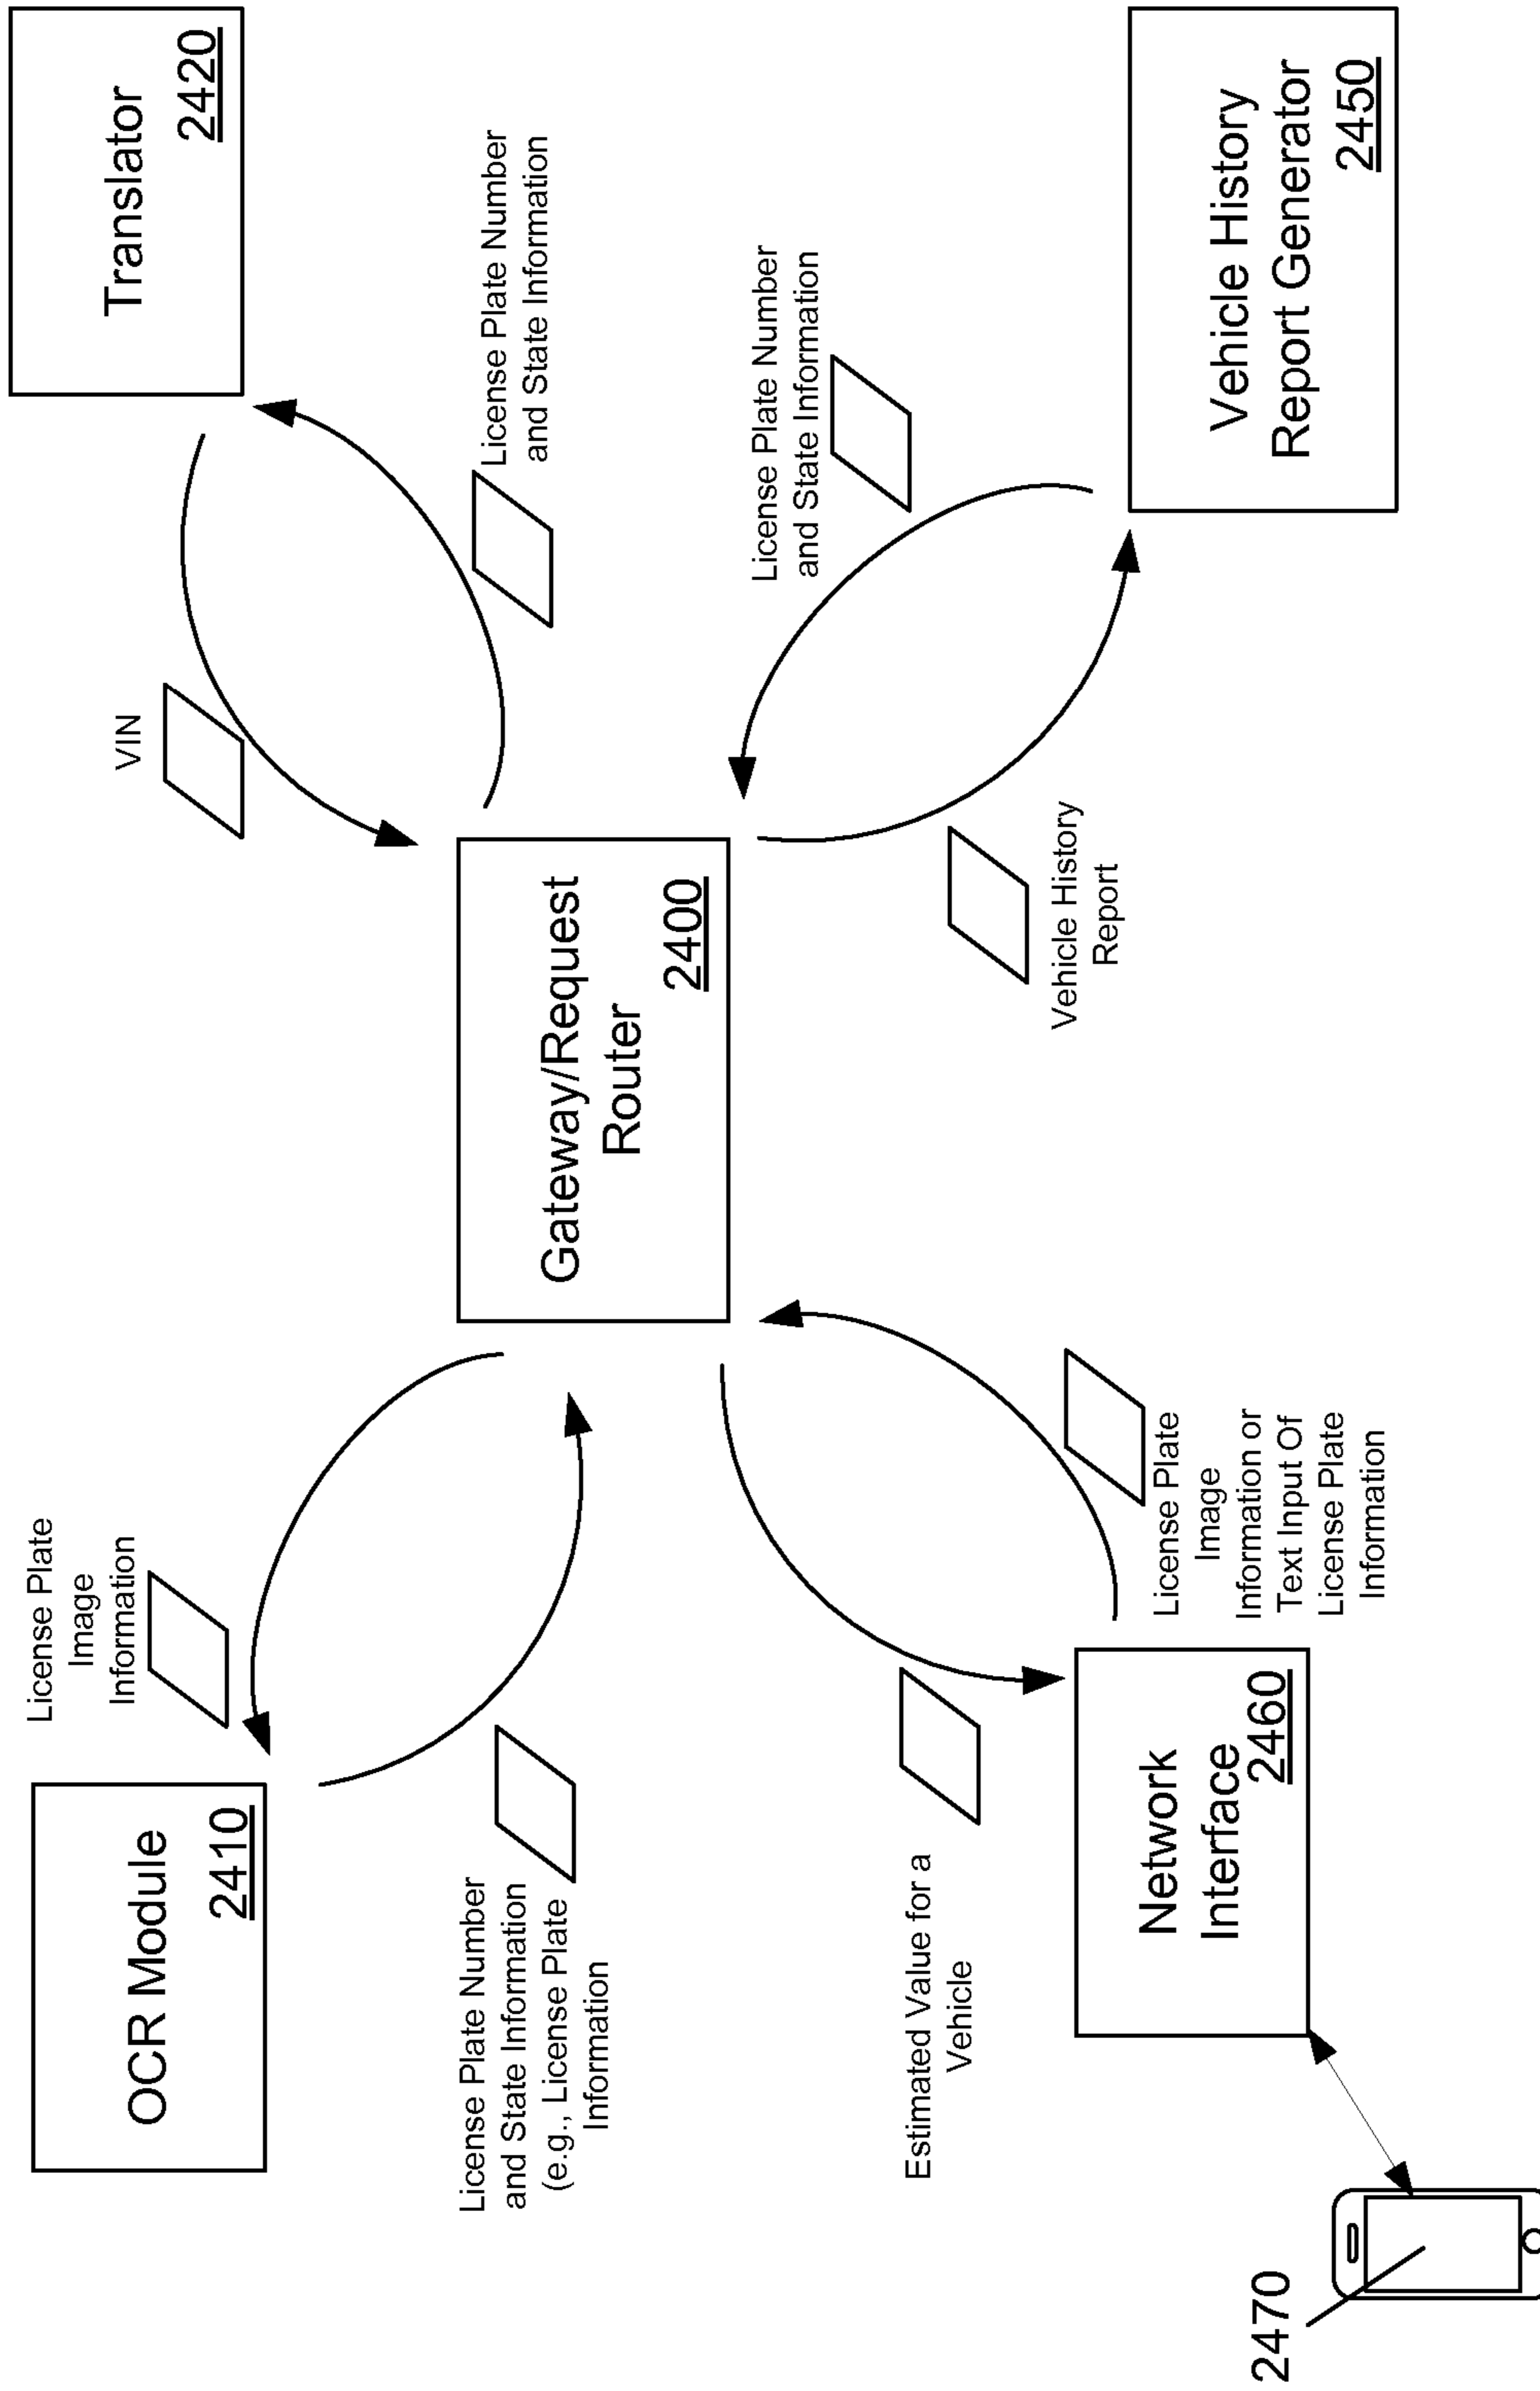 OCR Module
2410
License Plate
Image
Information
VIN
Translator
2420
License Plate Number
and State Information
(e.g., License Plate
Information
Gateway/Request
Router
2400
License Plate Number
and State Information
Estimated Value for a
Vehicle
License Plate Number
and State Information
Network
Interface
2460
License Plate
Image
Information or
Text Input Of
License Plate
Information
Vehicle History
Report
Vehicle History
Report Generator
2450
2470